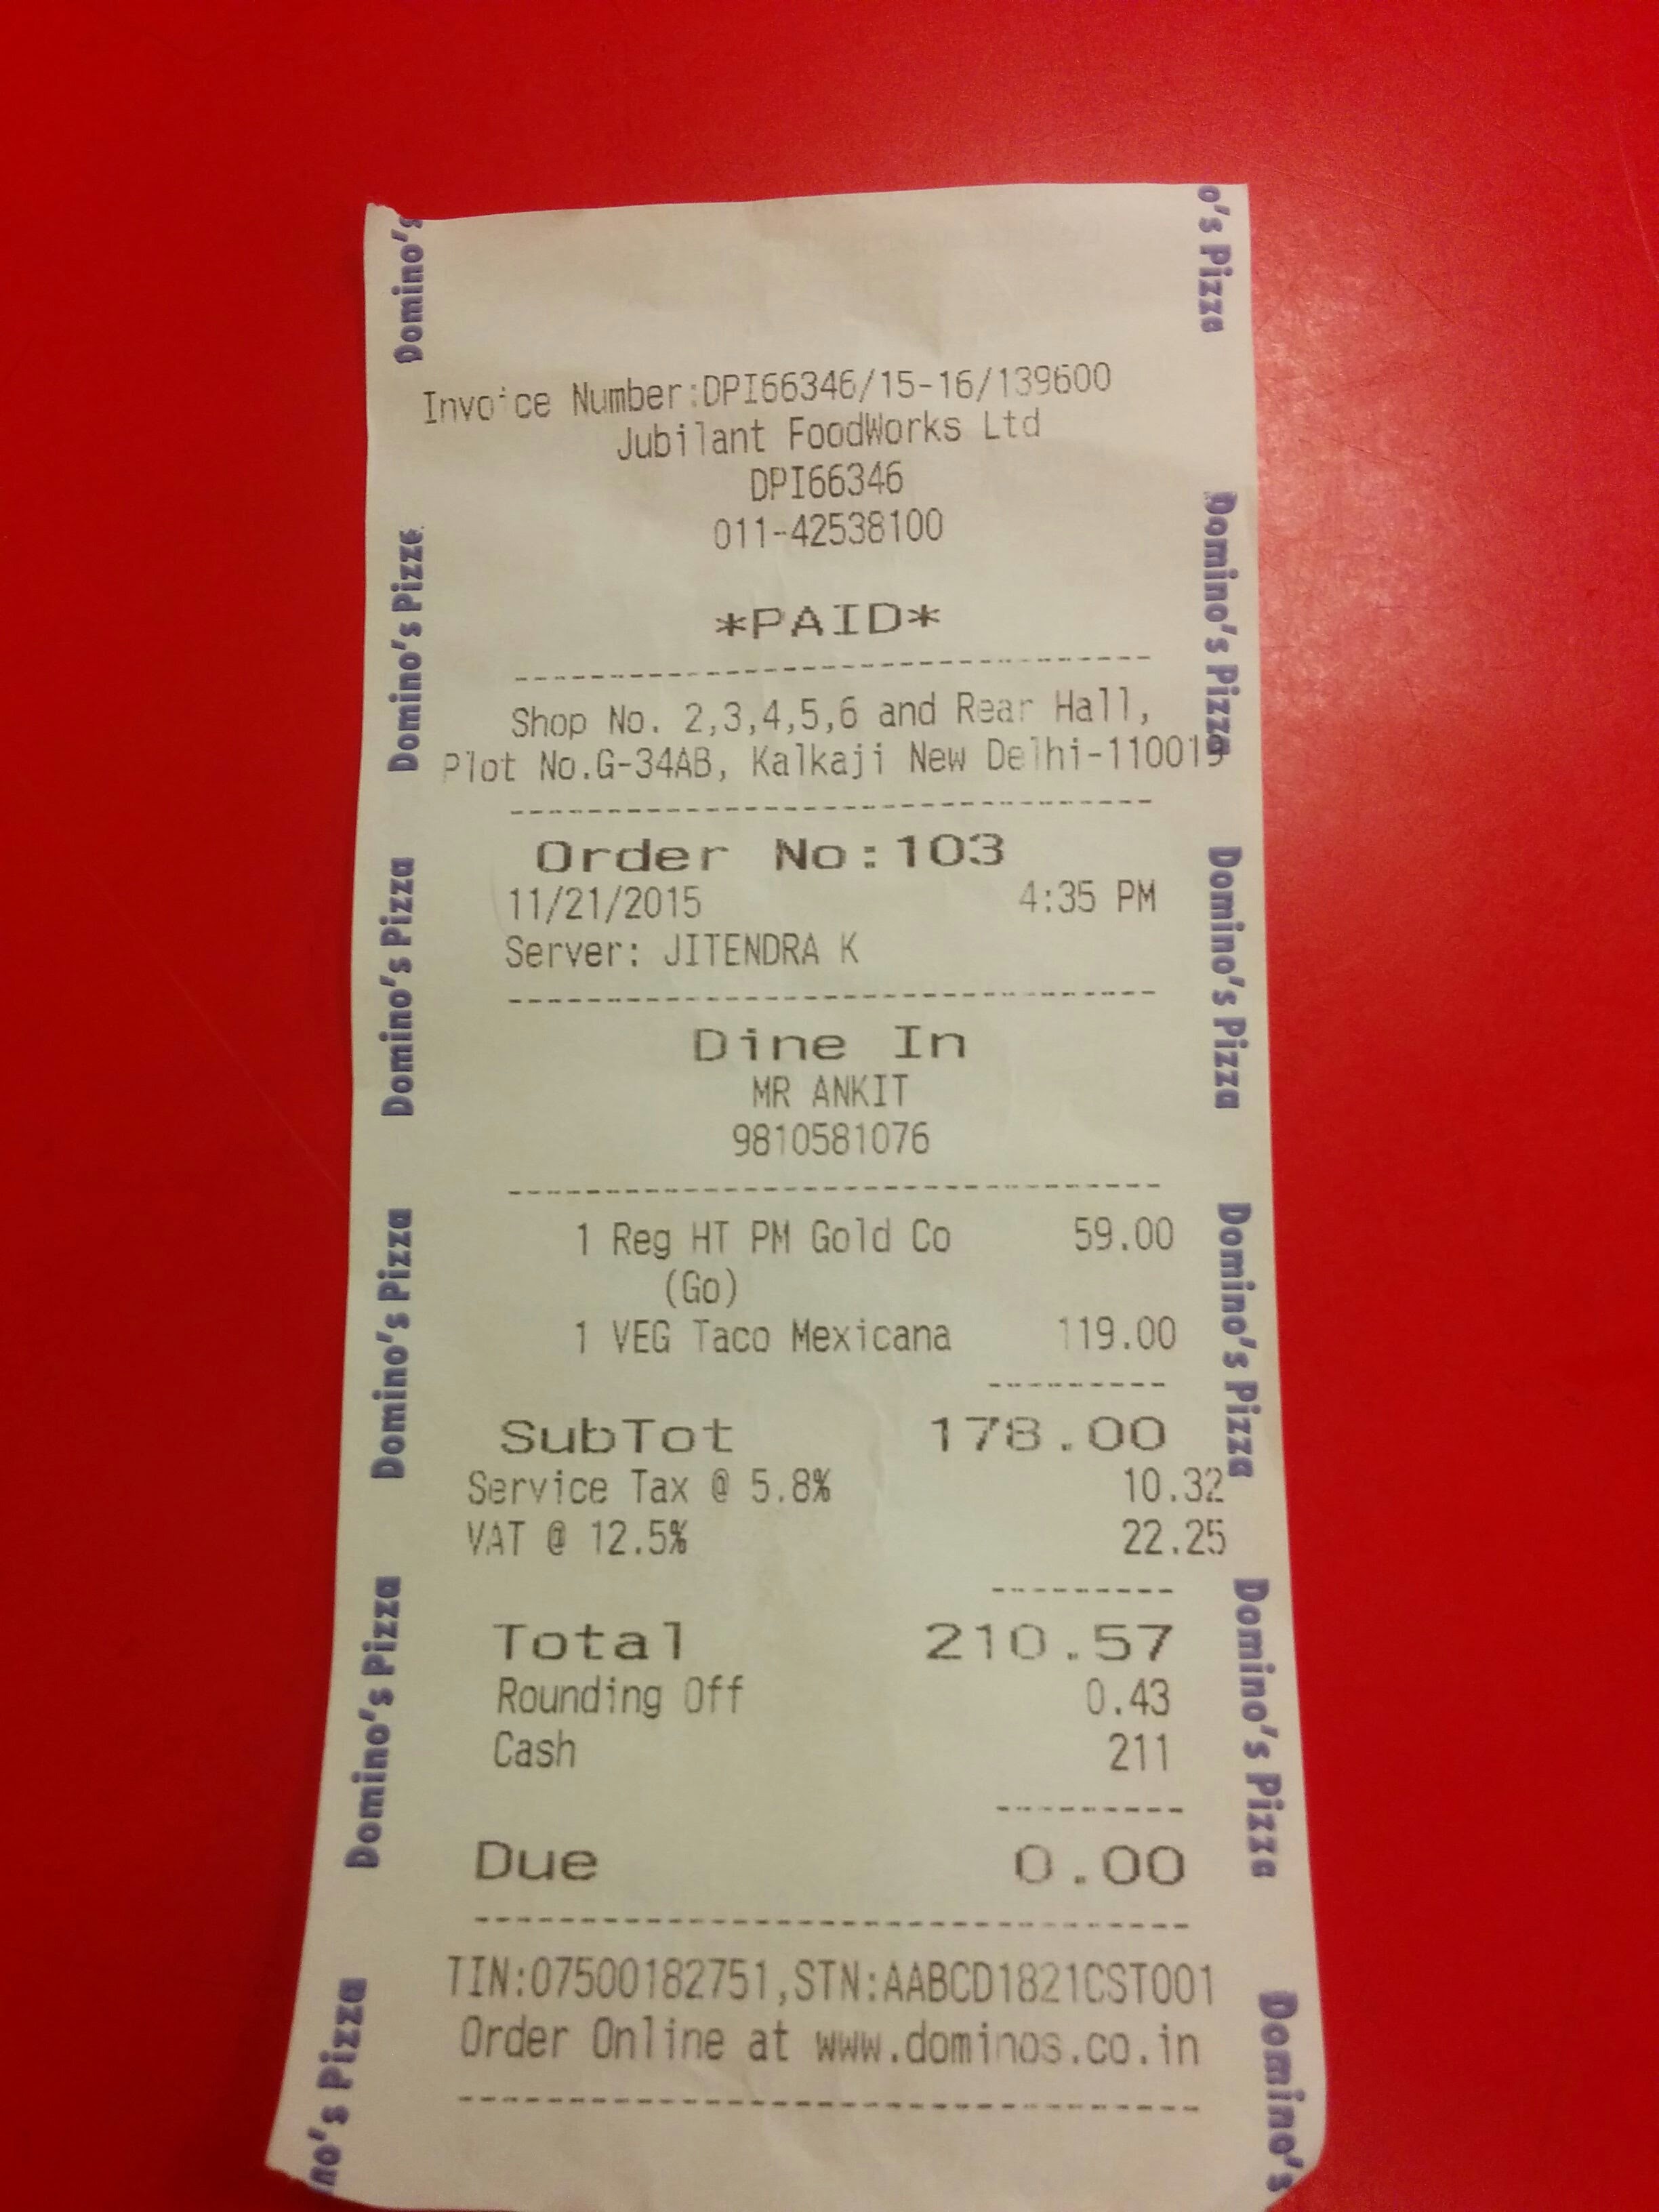 Invoice Number:DPI66346/15-16/139600
Jubilant FoodWorks Ltd
DPI66346
011-42538100
*PAID*
Shop No. 2,3,4,5,6 and Rear Hall,
Plot No.G-34AB, Kalkaji New Delhi-110019
Order No:103
11/21/2015 4:35 PM
Server: JITENDRA K
Dine In
MR ANKIT
9810581076
1 Reg HT PM Gold Co 59.00
(Go)
1 VEG Taco Mexicana 119.00
SubTot 178.00
Service Tax @ 5.8% 10.32
VAT @ 12.5% 22.25
Total 210.57
Rounding Off 0.43
Cash 211
Due 0.00
TIN:07500182751,STN:AABCD1821CST001
Order Online at www.dominos.co.in
Domino's
Domino's Pizza
Domino's Pizza
Domino's Pizza
Domino's Pizza
no's Pizza
o's Pizza
Domino's Pizza
Domino's Pizza
Domino's Pizza
Domino's Pizza
Domino's